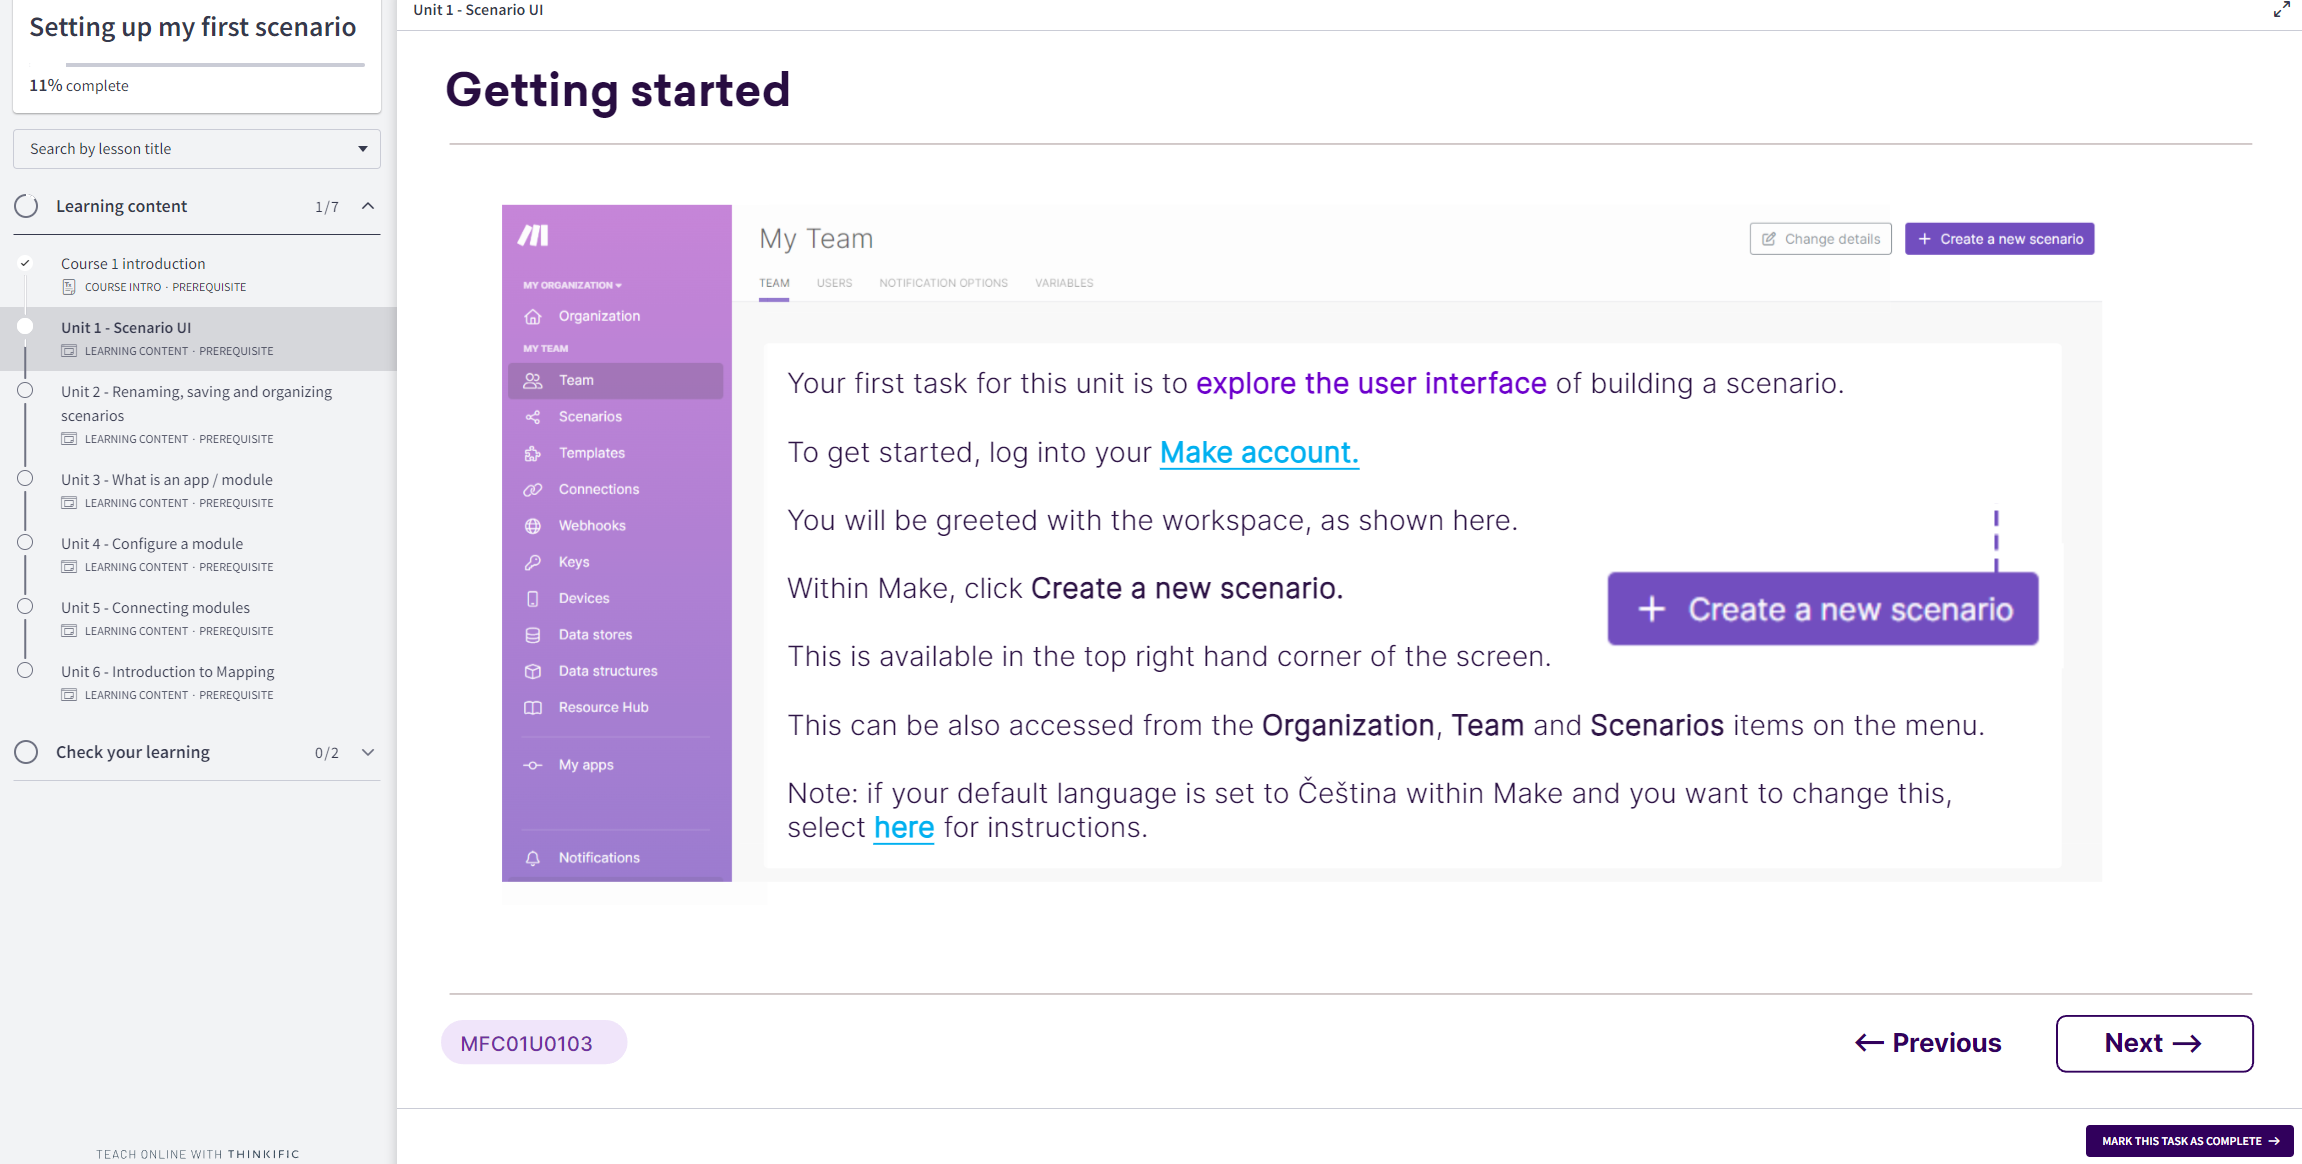 Setting up my first scenario
11% complete
Search by lesson title
Learning content 1/7
Course 1 introduction
COURSE INTRO · PREREQUISITE
Unit 1 - Scenario UI
LEARNING CONTENT · PREREQUISITE
Unit 2 - Renaming, saving and organizing
scenarios
LEARNING CONTENT · PREREQUISITE
Unit 3 - What is an app / module
LEARNING CONTENT · PREREQUISITE
Unit 4 - Configure a module
LEARNING CONTENT · PREREQUISITE
Unit 5 - Connecting modules
LEARNING CONTENT · PREREQUISITE
Unit 6 - Introduction to Mapping
LEARNING CONTENT · PREREQUISITE
Check your learning 0/2
TEACH ONLINE WITH THINKIFIC
Unit 1 - Scenario UI
Getting started
MY ORGANIZATION
Organization
MY TEAM
Team
Scenarios
Templates
Connections
Webhooks
Keys
Devices
Data stores
Data structures
Resource Hub
My apps
Notifications
My Team
Change details
+ Create a new scenario
TEAM USERS NOTIFICATION OPTIONS VARIABLES
Your first task for this unit is to explore the user interface of building a scenario.
To get started, log into your Make account.
You will be greeted with the workspace, as shown here.
Within Make, click Create a new scenario.
+ Create a new scenario
This is available in the top right hand corner of the screen.
This can be also accessed from the Organization, Team and Scenarios items on the menu.
Note: if your default language is set to Čeština within Make and you want to change this,
select here for instructions.
MFC01U0103
← Previous
Next →
MARK THIS TASK AS COMPLETE →